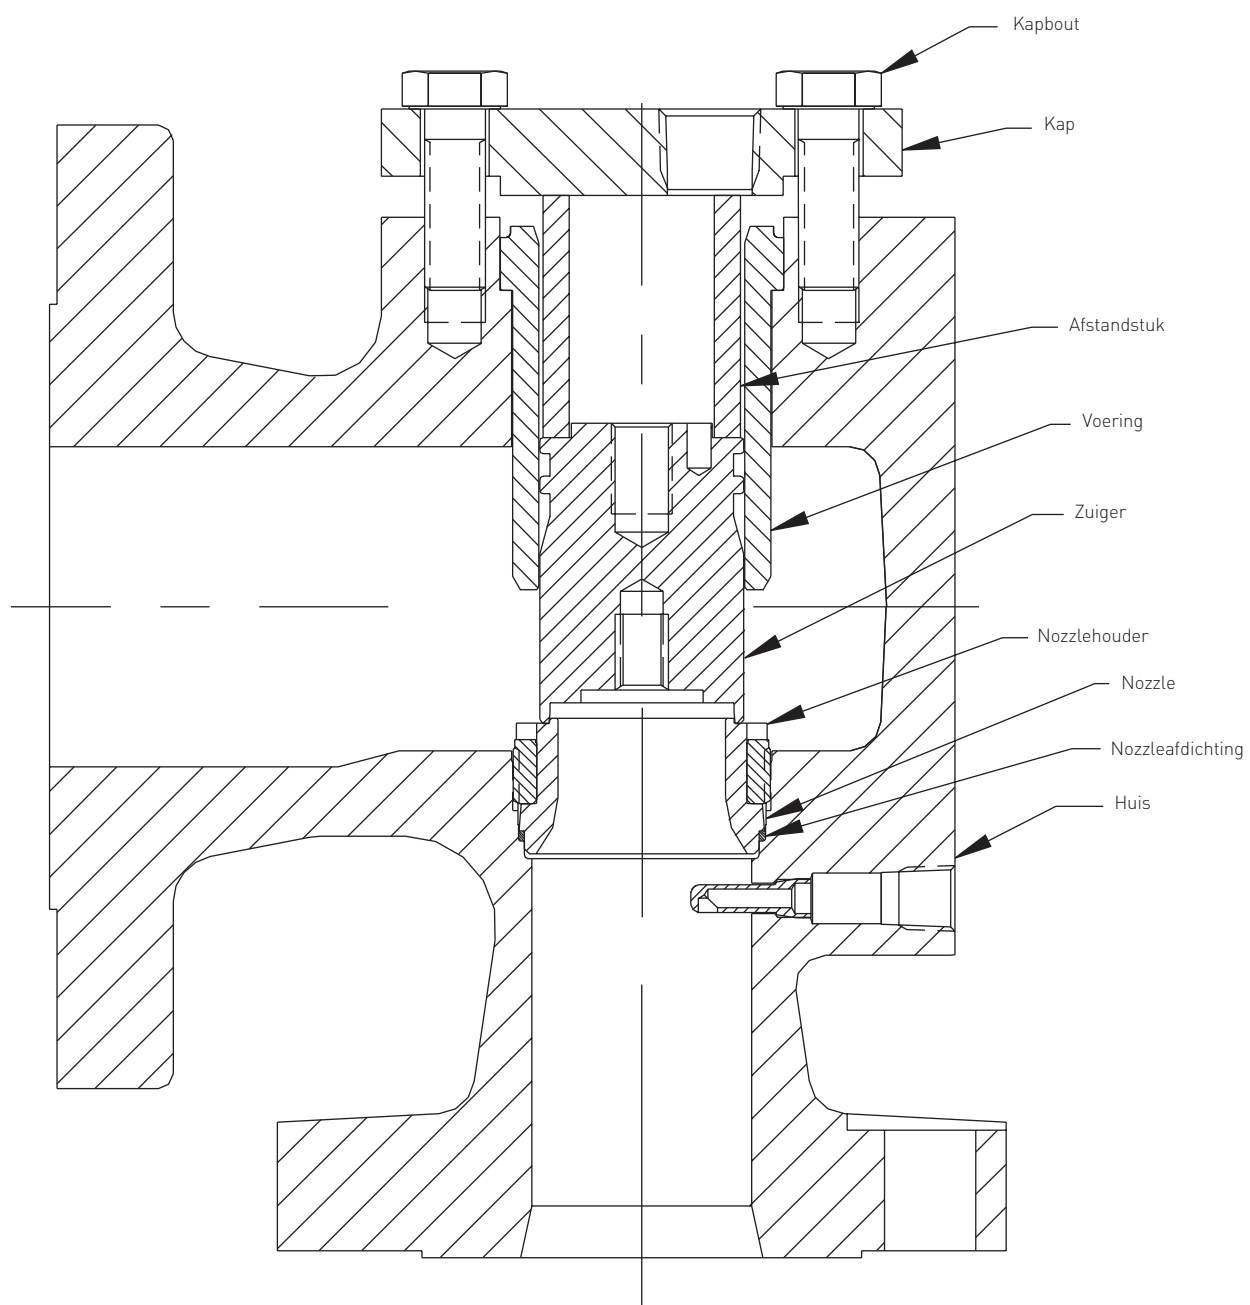 Kapbout
Kap
Afstandstuk
Voering
Zuiger
Nozzlehouder
Nozzle
Nozzleafdichting
Huis